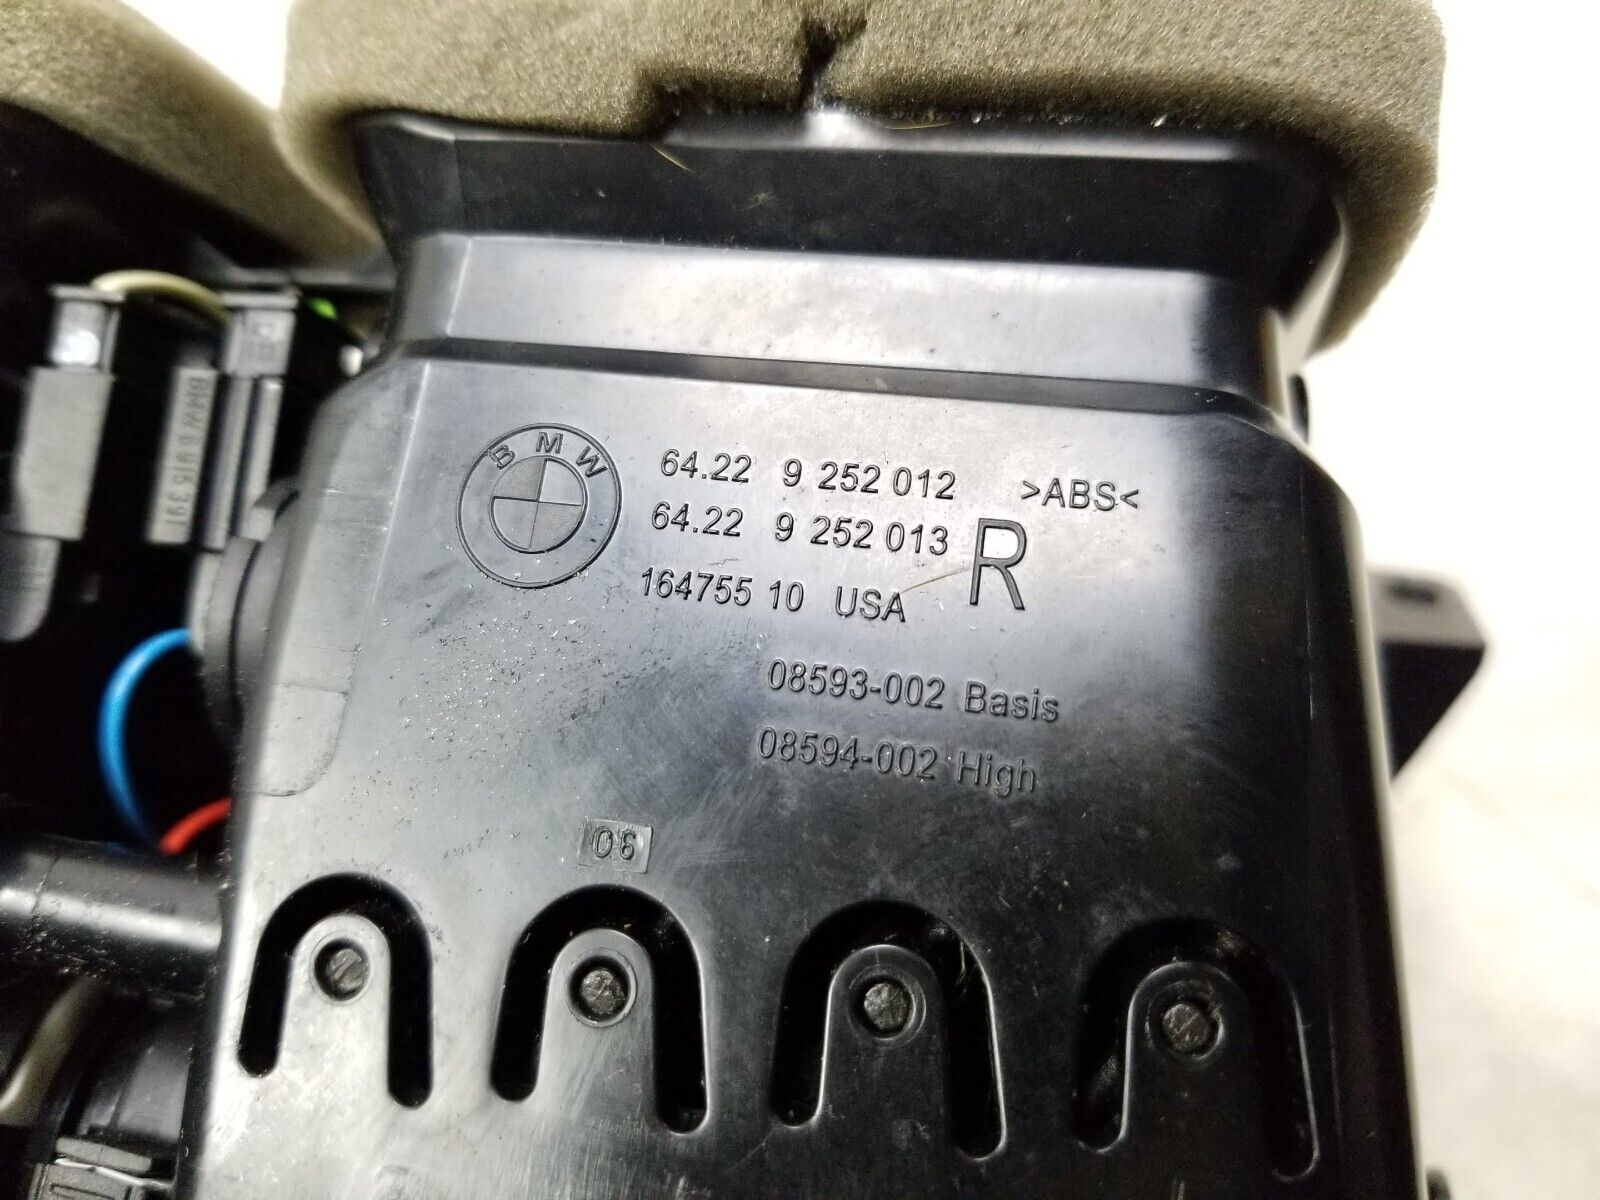 BMW
64.22 9 252 012 >ABS<
64.22 9 252 013 R
164755 10 USA
08593-002 Basis
08594-002 High
06